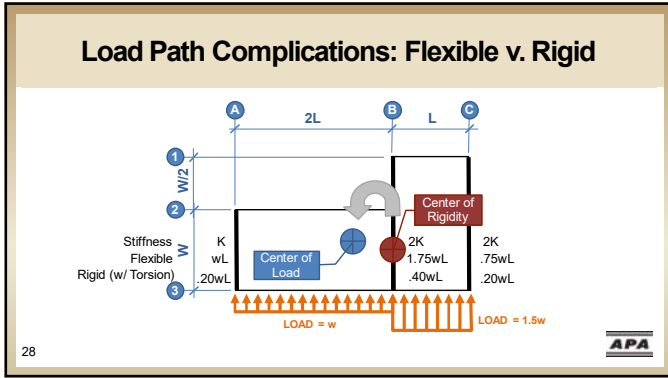 Load Path Complications: Flexible v. Rigid
A
B
C
2L
L
1
W/2
2
Center of
Rigidity
Stiffness K 2K 2K
W
Flexible wL 1.75wL .75wL
Center of
Load
Rigid (w/ Torsion) .20wL .40wL .20wL
3
LOAD = w
LOAD = 1.5w
28
APA